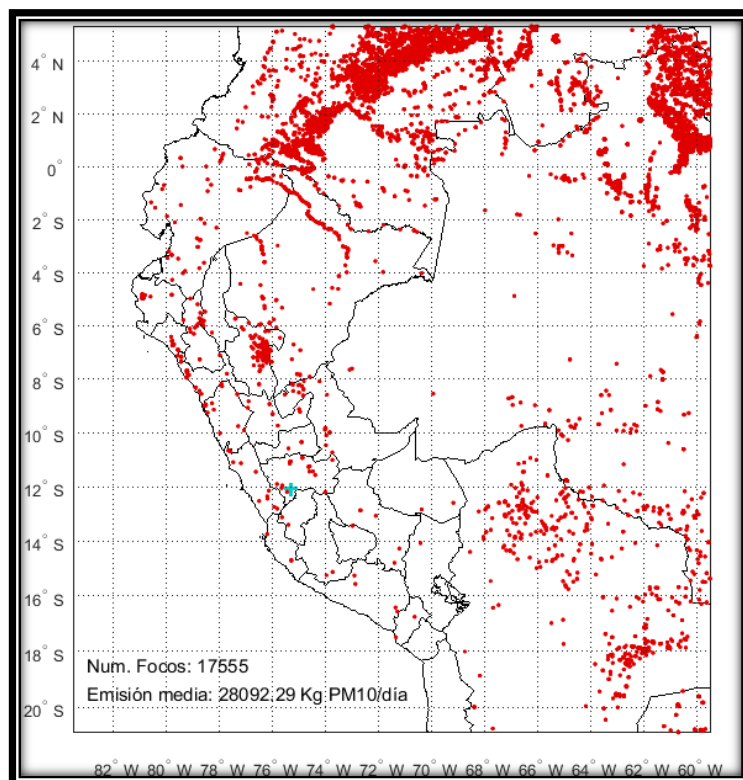 4° N
2° N
0°
2° S
4° S
6° S
8° S
10° S
12° S
14° S
16° S
18° S
20° S
Num. Focos: 17555
Emisión media: 28092.29 Kg PM10/día
82° W 80° W 78° W 76° W 74° W 72° W 70° W 68° W 66° W 64° W 62° W 60° W